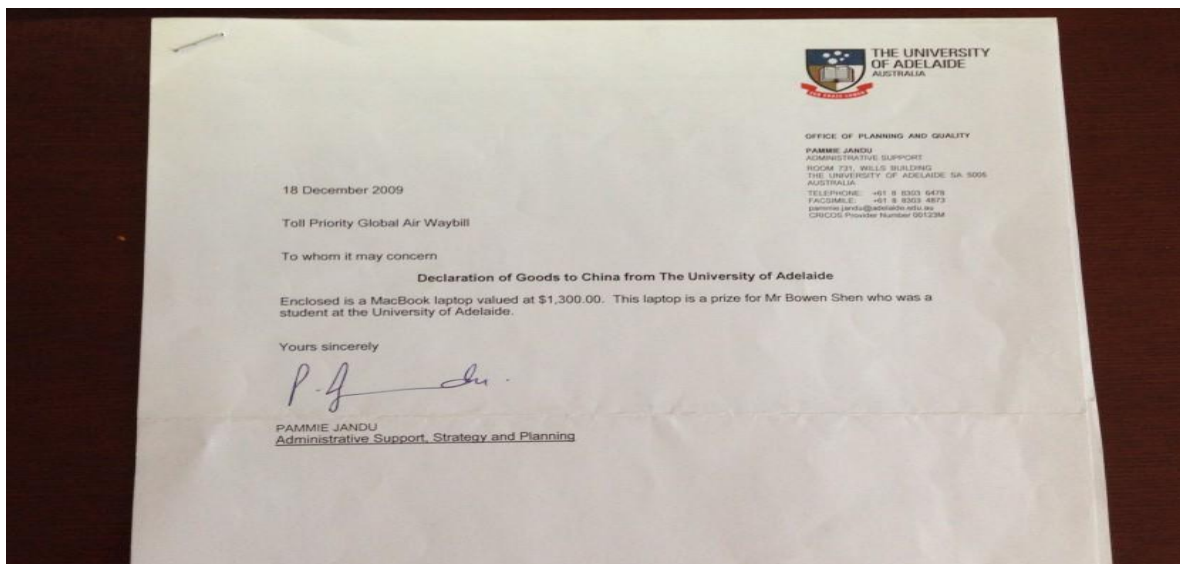 THE UNIVERSITY
OF ADELAIDE
AUSTRALIA
OFFICE OF PLANNING AND QUALITY
PAMMIE JANDU
ADMINISTRATIVE SUPPORT
ROOM 731, WILLS BUILDING
THE UNIVERSITY OF ADELAIDE SA 5005
AUSTRALIA
TELEPHONE: +61 8 8303 6478
FACSIMILE: +61 8 8303 4873
pammie.jandu@adelaide.edu.au
CRICOS Provider Number 00123M
18 December 2009
Toll Priority Global Air Waybill
To whom it may concern
Declaration of Goods to China from The University of Adelaide
Enclosed is a MacBook laptop valued at $1,300.00. This laptop is a prize for Mr Bowen Shen who was a
student at the University of Adelaide.
Yours sincerely
PAMMIE JANDU
Administrative Support, Strategy and Planning